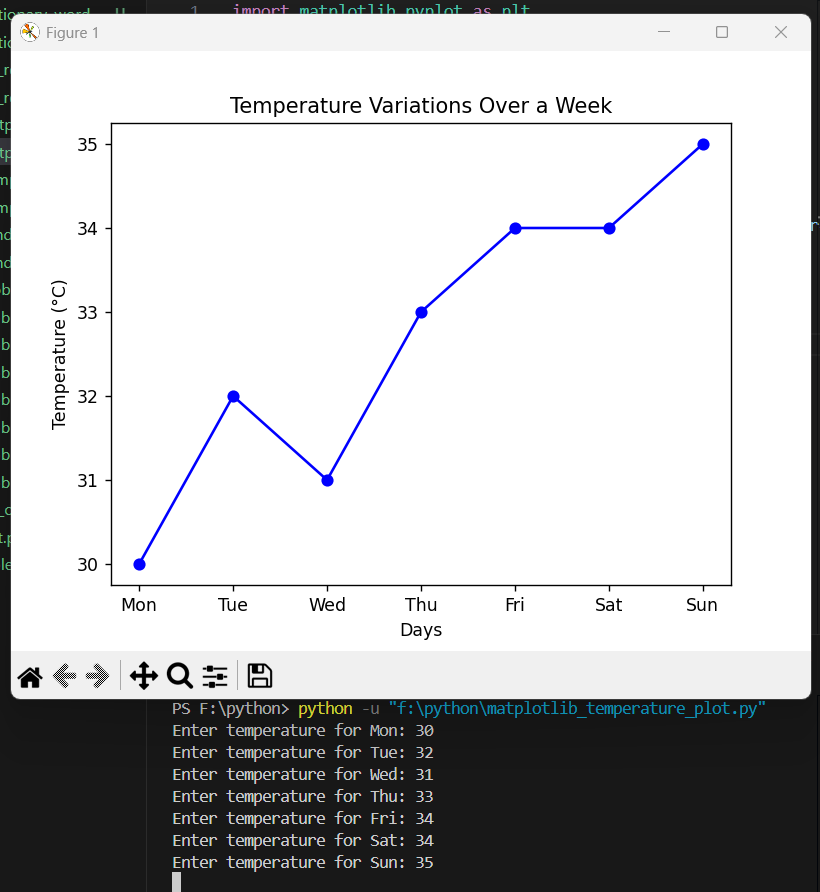 import matplotlib.pyplot as plt
Figure 1
Temperature Variations Over a Week
35
34
33
32
31
30
Temperature (°C)
Mon Tue Wed Thu Fri Sat Sun
Days
PS F:\python> python -u "f:\python\matplotlib_temperature_plot.py"
Enter temperature for Mon: 30
Enter temperature for Tue: 32
Enter temperature for Wed: 31
Enter temperature for Thu: 33
Enter temperature for Fri: 34
Enter temperature for Sat: 34
Enter temperature for Sun: 35